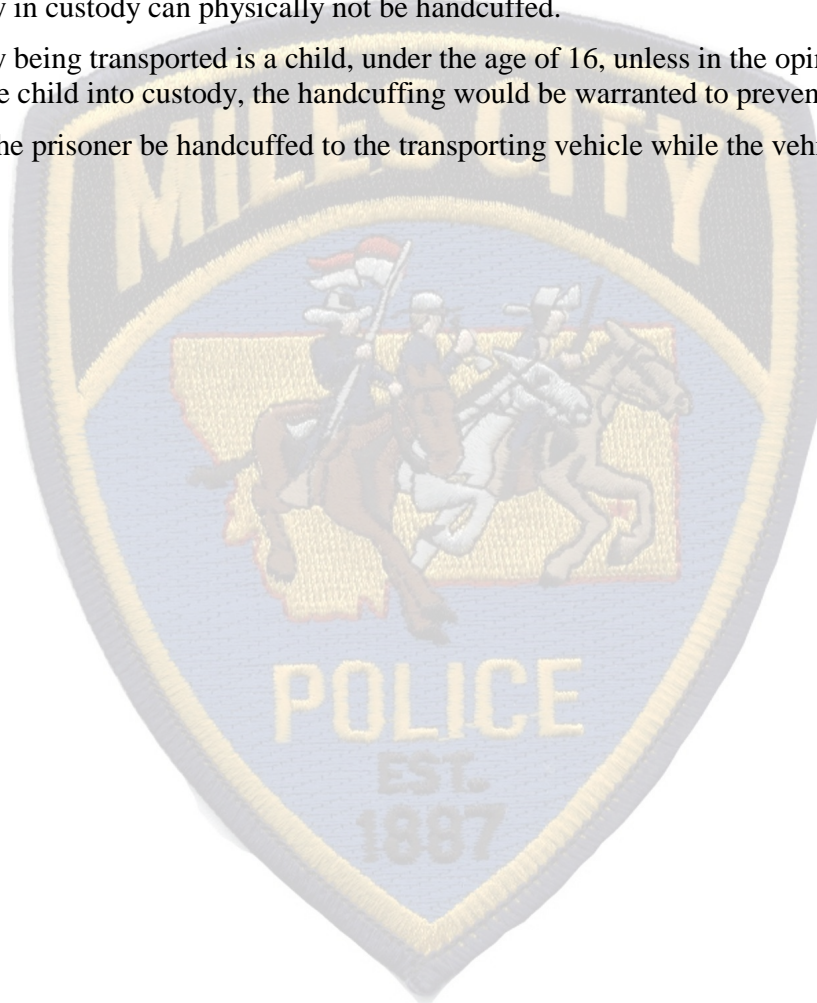 y in custody can physically not be handcuffed.
y being transported is a child, under the age of 16, unless in the opi
e child into custody, the handcuffing would be warranted to preven
he prisoner be handcuffed to the transporting vehicle while the veh
MILES CITY
POLICE
EST.
1887